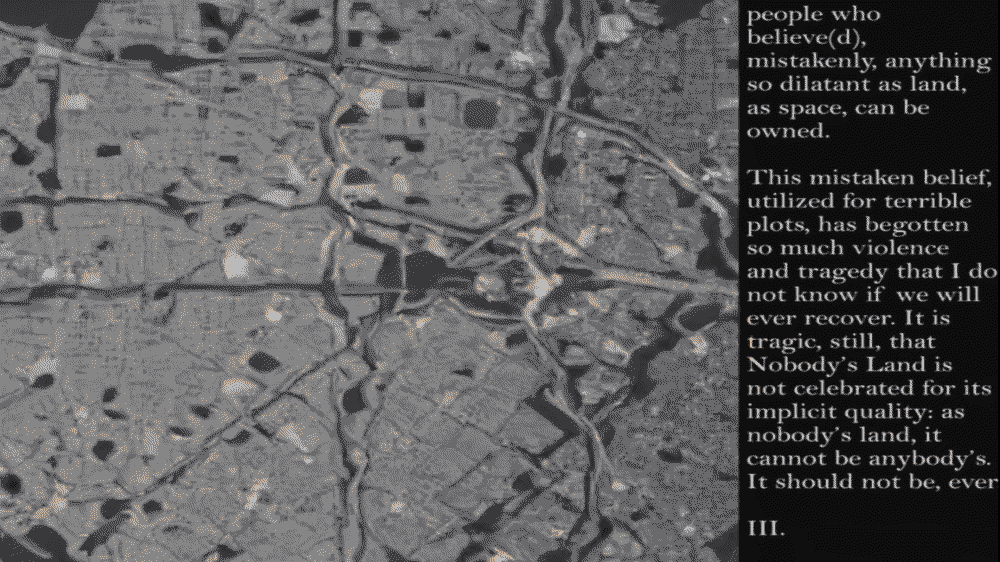 people who
believe(d),
mistakenly, anything
so dilatant as land,
as space, can be
owned.
This mistaken belief,
utilized for terrible
plots, has begotten
so much violence
and tragedy that I do
not know if we will
ever recover. It is
tragic, still, that
Nobody's Land is
not celebrated for its
implicit quality: as
nobody's land, it
cannot be anybody's.
It should not be, ever
III.